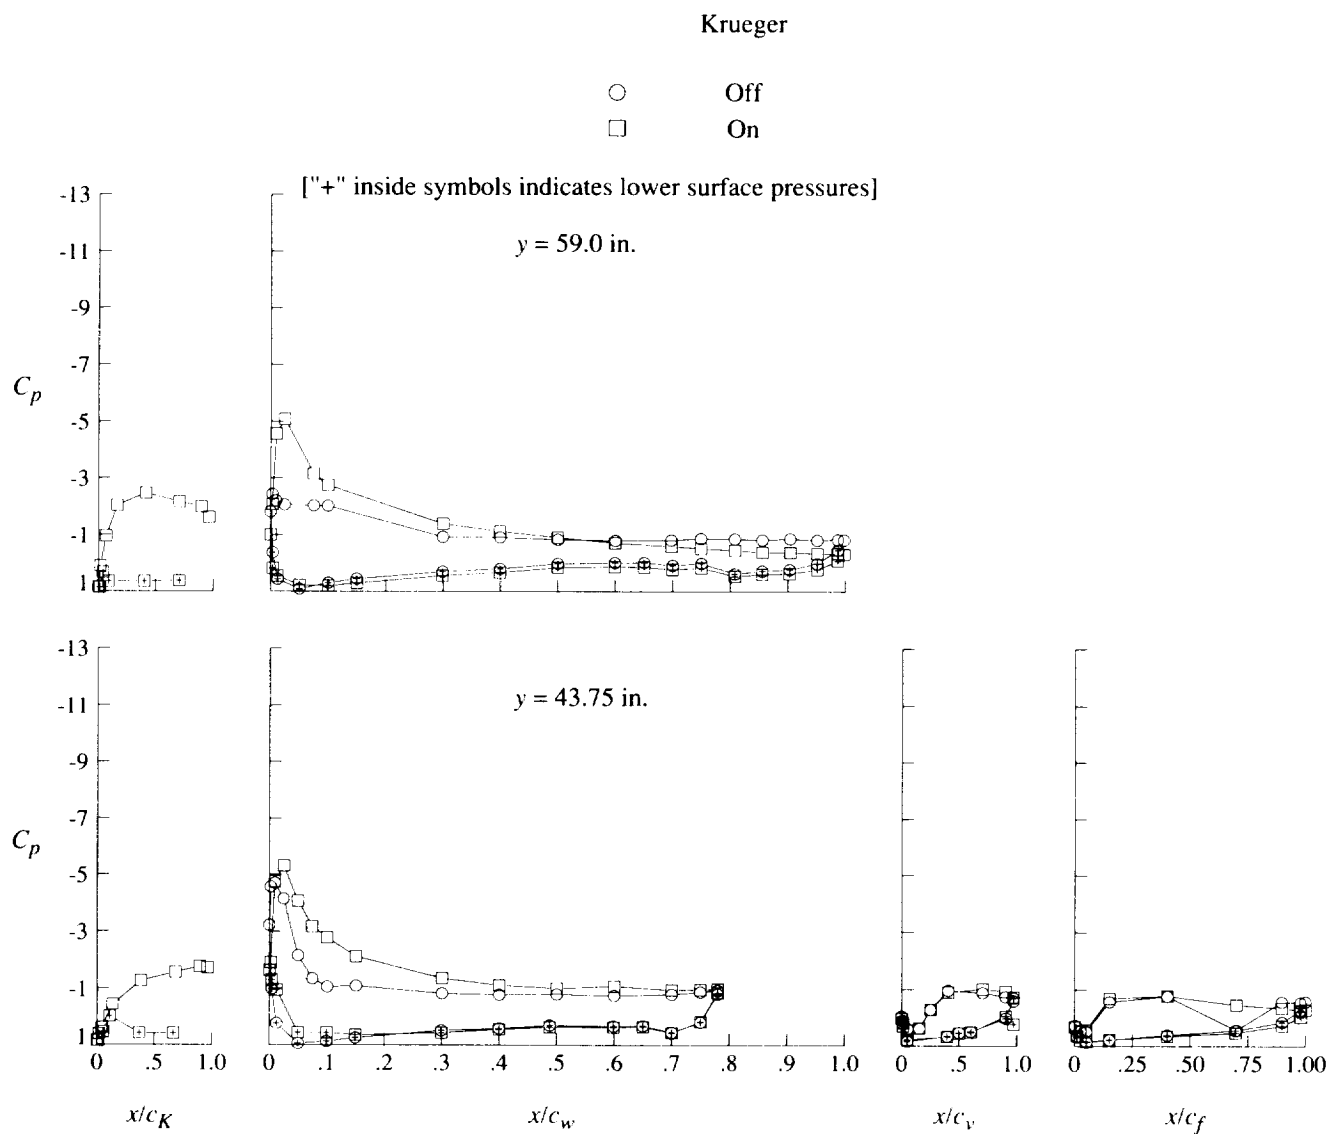 Krueger
○ Off
□ On
["+" inside symbols indicates lower surface pressures]
y = 59.0 in.
-13
-11
-9
-7
-5
-3
-1
1
C_p
y = 43.75 in.
-13
-11
-9
-7
-5
-3
-1
1
C_p
0 .5 1.0 0 .1 .2 .3 .4 .5 .6 .7 .8 .9 1.0 0 .5 1.0 0 .25 .50 .75 1.00
x/c_K x/c_w x/c_v x/c_f